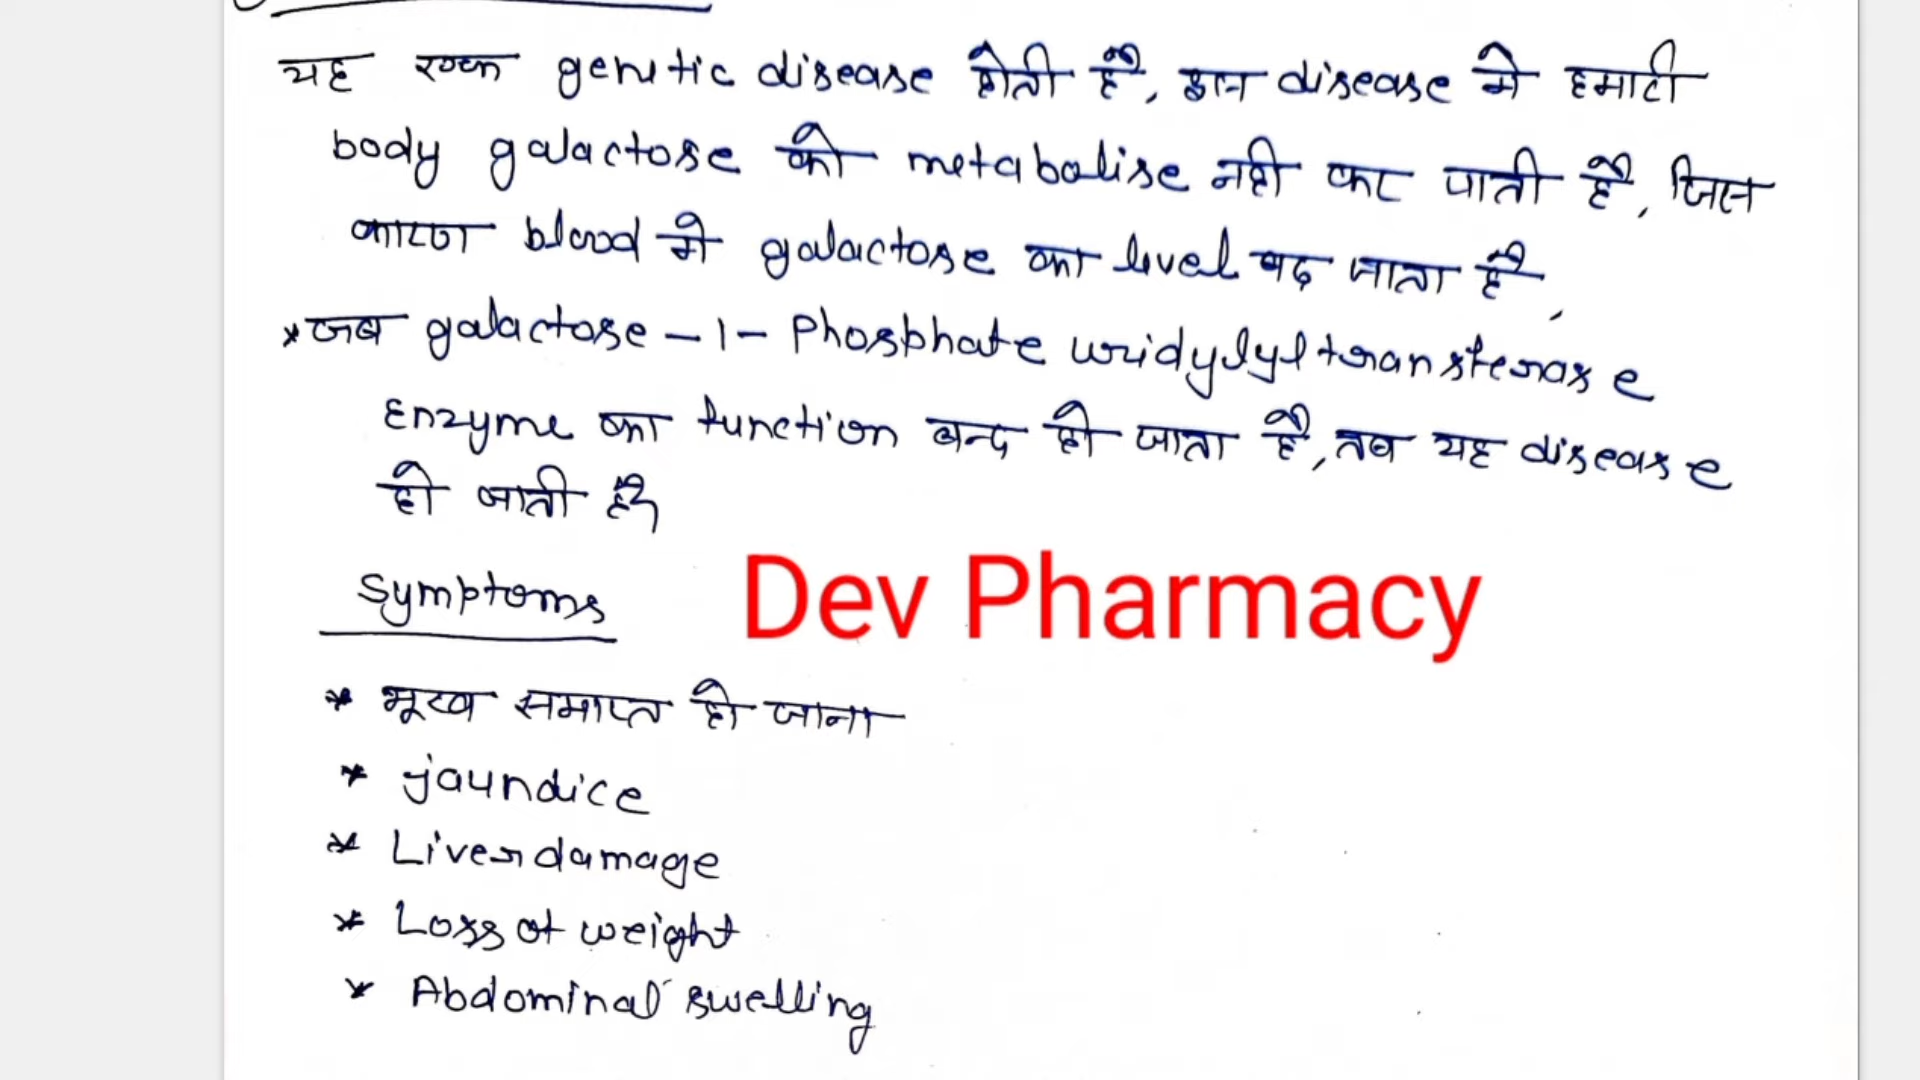 यह एक genetic disease होती है, इस disease मे हमारी
body galactose को metabolise नही कर पाती है, जिस
कारण blood मे galactose का level बढ जाता है,
* जब galactose - 1 - Phosphate uridylyl transferase
Enzyme का function बन्द हो जाता है, तब यह disease
हो जाती है
Symptoms
Dev Pharmacy
* भूख समाप्त हो जाना
* jaundice
* Liver damage
* Loss of weight
* Abdominal swelling